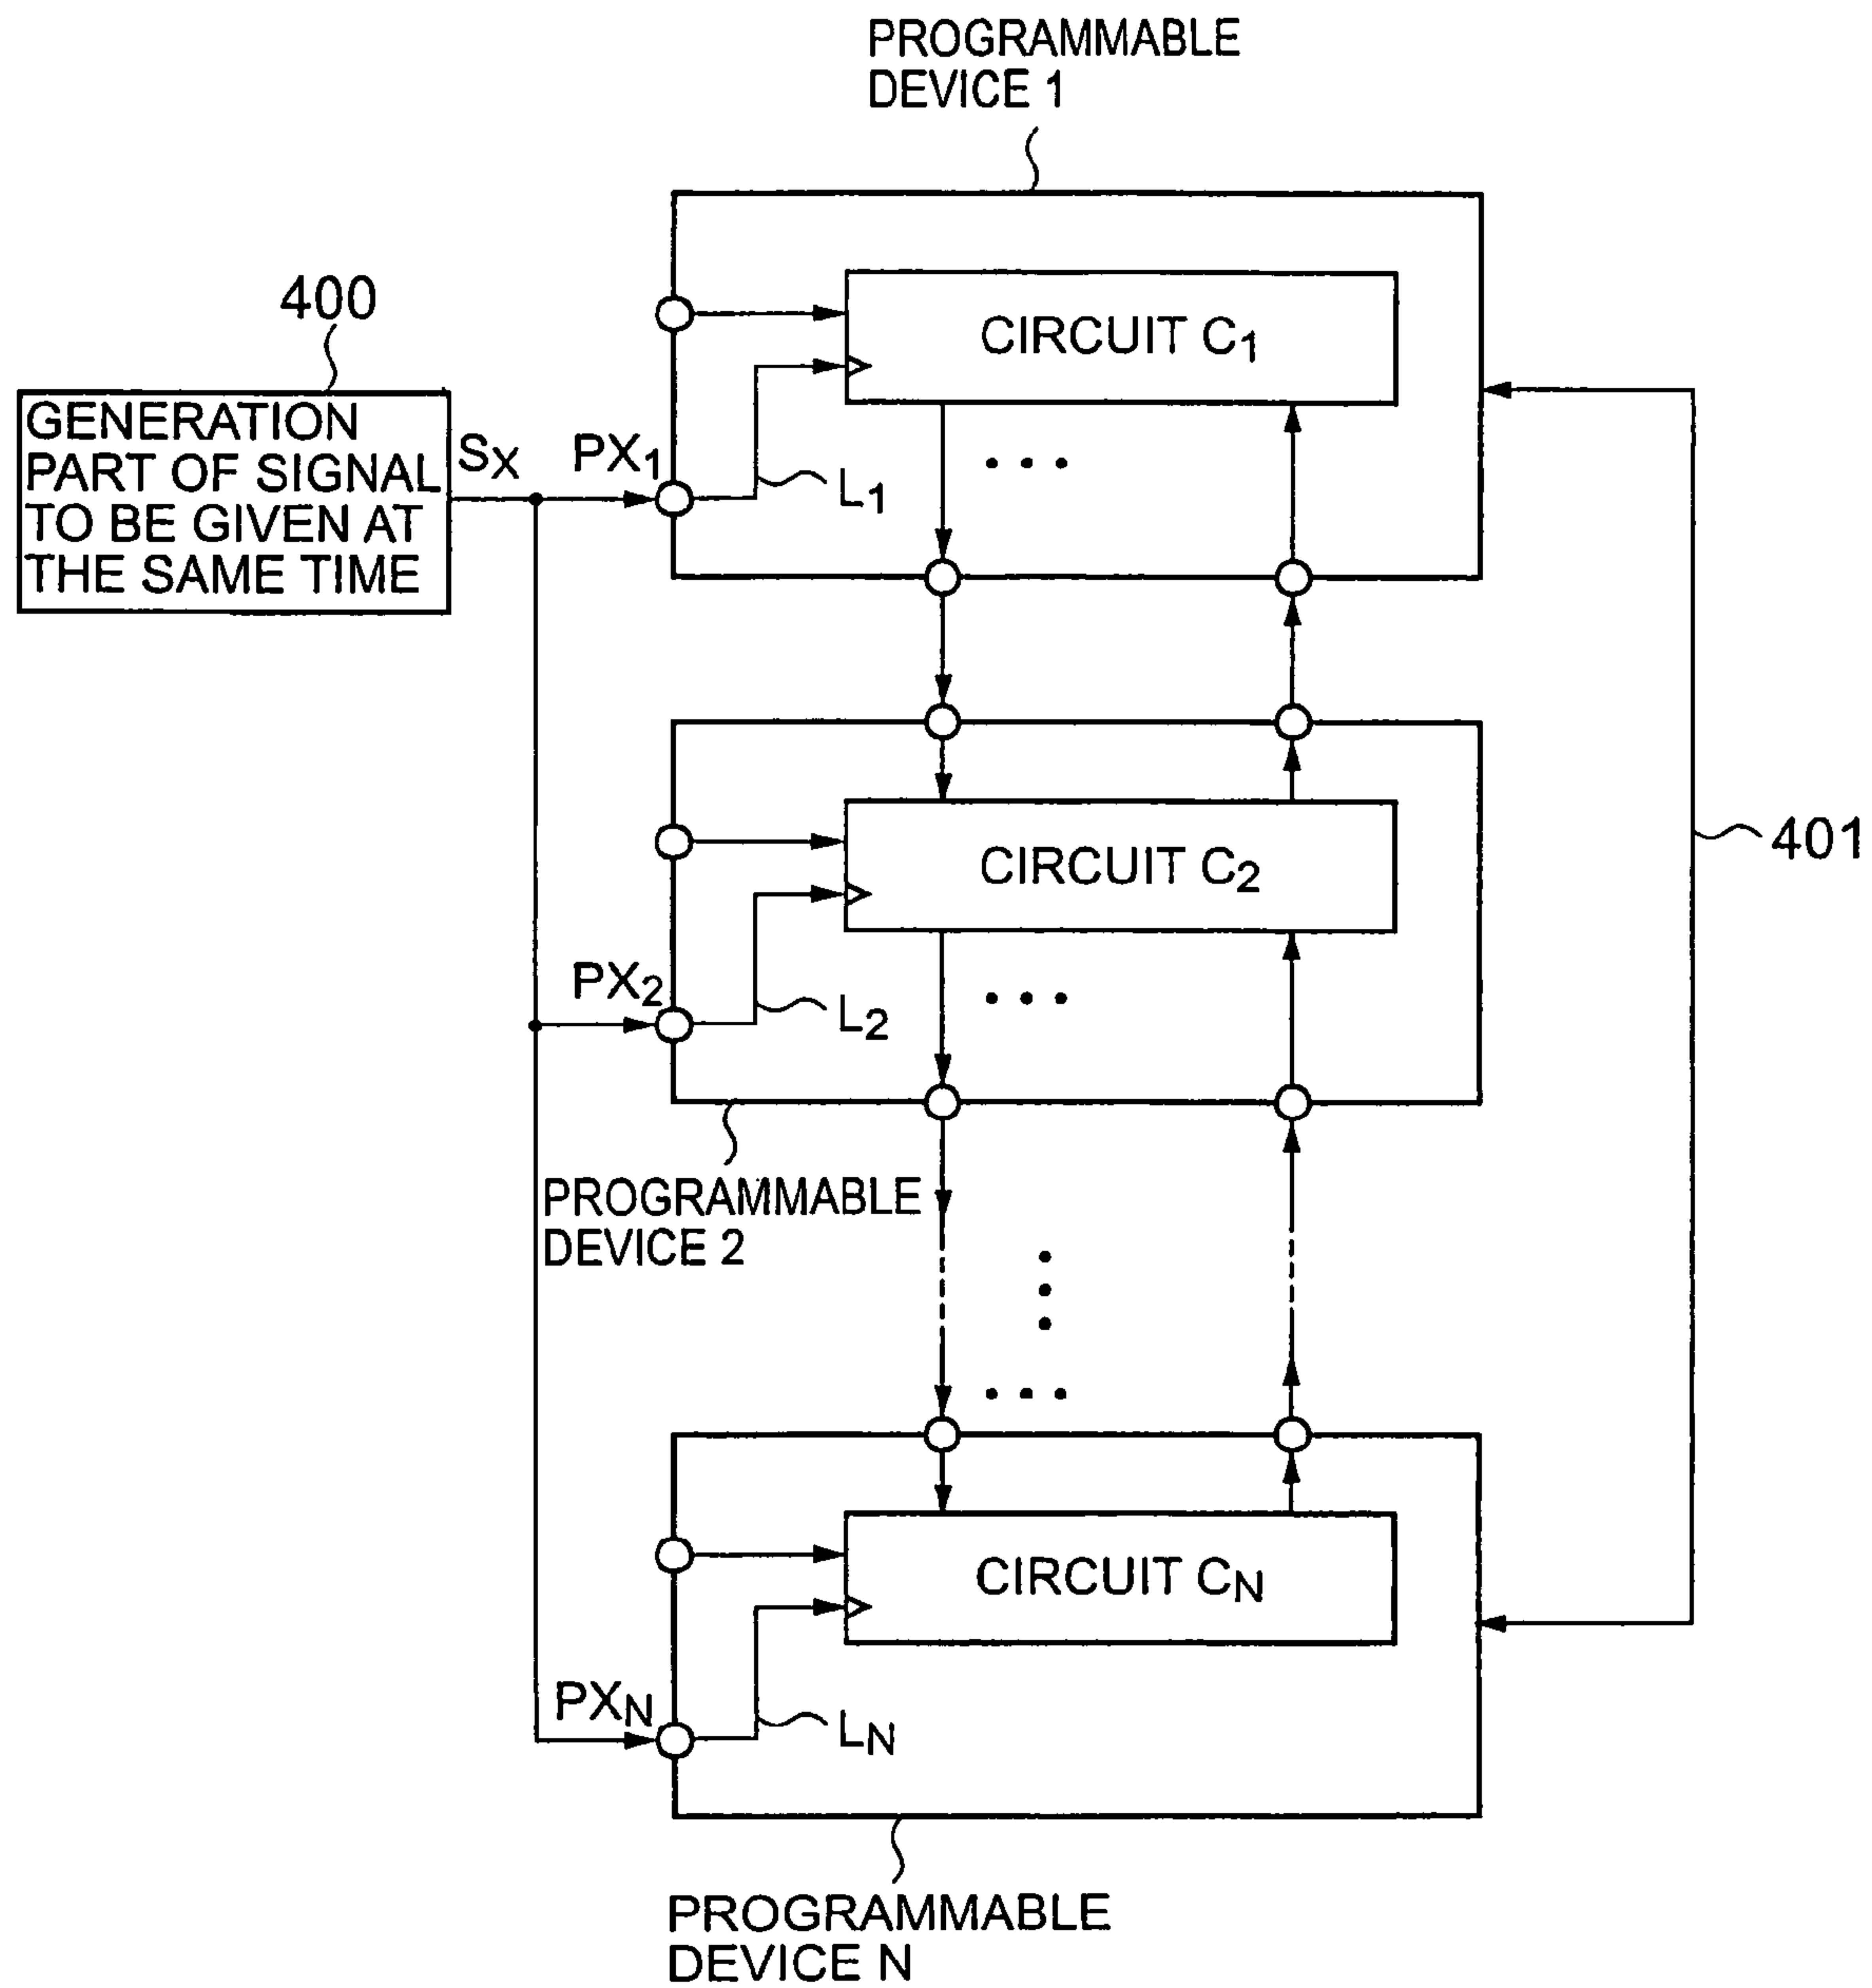 PROGRAMMABLE
DEVICE 1
400
GENERATION
PART OF SIGNAL
TO BE GIVEN AT
THE SAME TIME
SX
PX1
CIRCUIT C1
L1
401
CIRCUIT C2
PX2
L2
PROGRAMMABLE
DEVICE 2
CIRCUIT CN
PXN
LN
PROGRAMMABLE
DEVICE N